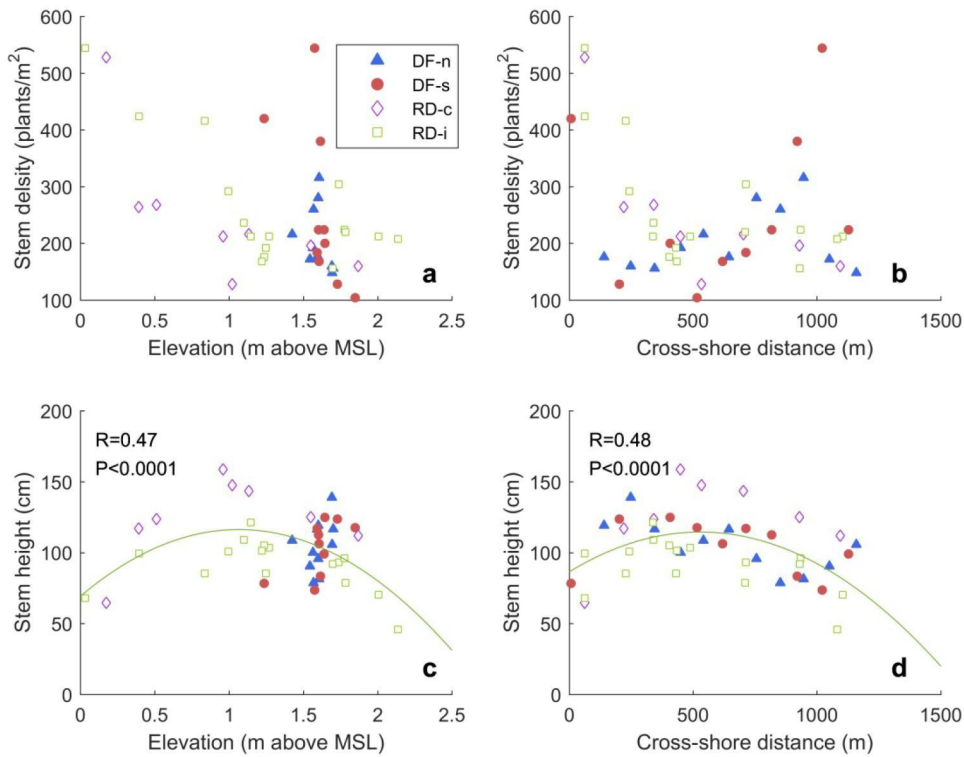 600
500
400
300
200
100
Stem delsity (plants/m²)
0
0.5
1
1.5
2
2.5
Elevation (m above MSL)
DF-n
DF-s
RD-c
RD-i
a
600
500
400
300
200
100
Stem delsity (plants/m²)
0
500
1000
1500
Cross-shore distance (m)
b
200
150
100
50
0
Stem height (cm)
R=0.47
P<0.0001
0
0.5
1
1.5
2
2.5
Elevation (m above MSL)
c
200
150
100
50
0
Stem height (cm)
R=0.48
P<0.0001
0
500
1000
1500
Cross-shore distance (m)
d